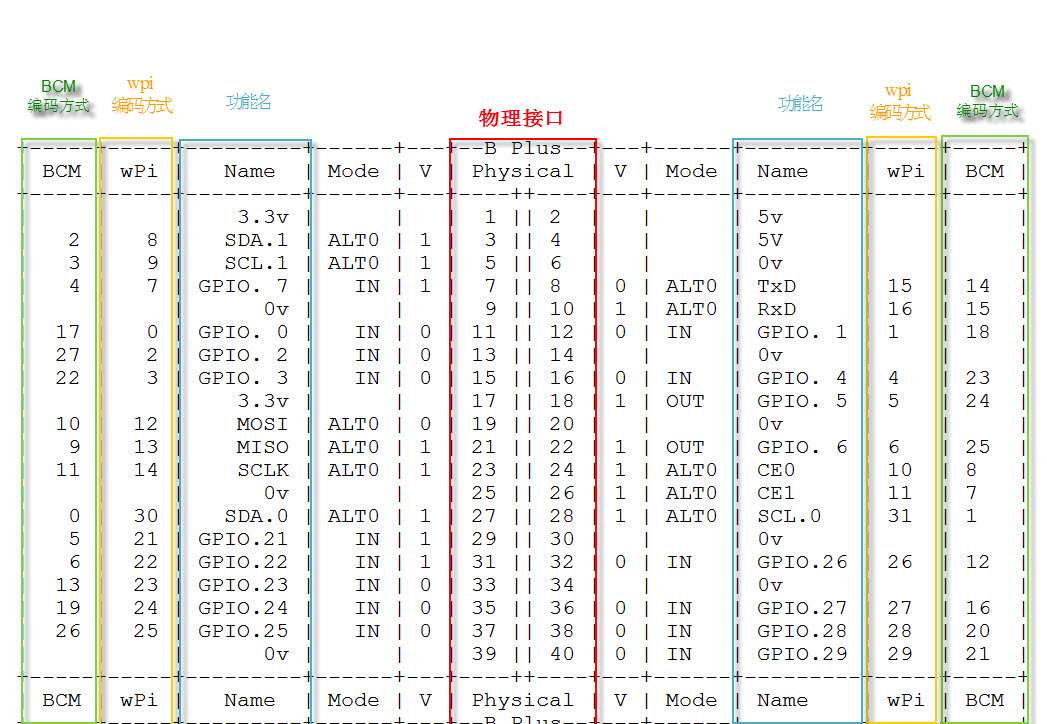 BCM wpi 功能名 物理接口 功能名 wpi BCM
编码方式 编码方式 编码方式 编码方式
+-----+-----+---------+------+---+--B Plus--+---+------+---------+-----+-----+
| BCM | wPi | Name | Mode | V | Physical | V | Mode | Name | wPi | BCM |
+-----+-----+---------+------+---+----++----+---+------+---------+-----+-----+
| | | 3.3v | | | 1 || 2 | | | 5v | | |
| 2 | 8 | SDA.1 | ALT0 | 1 | 3 || 4 | | | 5V | | |
| 3 | 9 | SCL.1 | ALT0 | 1 | 5 || 6 | | | 0v | | |
| 4 | 7 | GPIO. 7 | IN | 1 | 7 || 8 | 0 | ALT0 | TxD | 15 | 14 |
| | | 0v | | | 9 || 10 | 1 | ALT0 | RxD | 16 | 15 |
| 17 | 0 | GPIO. 0 | IN | 0 | 11 || 12 | 0 | IN | GPIO. 1 | 1 | 18 |
| 27 | 2 | GPIO. 2 | IN | 0 | 13 || 14 | | | 0v | | |
| 22 | 3 | GPIO. 3 | IN | 0 | 15 || 16 | 0 | IN | GPIO. 4 | 4 | 23 |
| | | 3.3v | | | 17 || 18 | 1 | OUT | GPIO. 5 | 5 | 24 |
| 10 | 12 | MOSI | ALT0 | 0 | 19 || 20 | | | 0v | | |
| 9 | 13 | MISO | ALT0 | 1 | 21 || 22 | 1 | OUT | GPIO. 6 | 6 | 25 |
| 11 | 14 | SCLK | ALT0 | 1 | 23 || 24 | 1 | ALT0 | CE0 | 10 | 8 |
| | | 0v | | | 25 || 26 | 1 | ALT0 | CE1 | 11 | 7 |
| 0 | 30 | SDA.0 | ALT0 | 1 | 27 || 28 | 1 | ALT0 | SCL.0 | 31 | 1 |
| 5 | 21 | GPIO.21 | IN | 1 | 29 || 30 | | | 0v | | |
| 6 | 22 | GPIO.22 | IN | 1 | 31 || 32 | 0 | IN | GPIO.26 | 26 | 12 |
| 13 | 23 | GPIO.23 | IN | 0 | 33 || 34 | | | 0v | | |
| 19 | 24 | GPIO.24 | IN | 0 | 35 || 36 | 0 | IN | GPIO.27 | 27 | 16 |
| 26 | 25 | GPIO.25 | IN | 0 | 37 || 38 | 0 | IN | GPIO.28 | 28 | 20 |
| | | 0v | | | 39 || 40 | 0 | IN | GPIO.29 | 29 | 21 |
+-----+-----+---------+------+---+----++----+---+------+---------+-----+-----+
| BCM | wPi | Name | Mode | V | Physical | V | Mode | Name | wPi | BCM |
+-----+-----+---------+------+---+--B Plus--+---+------+---------+-----+-----+